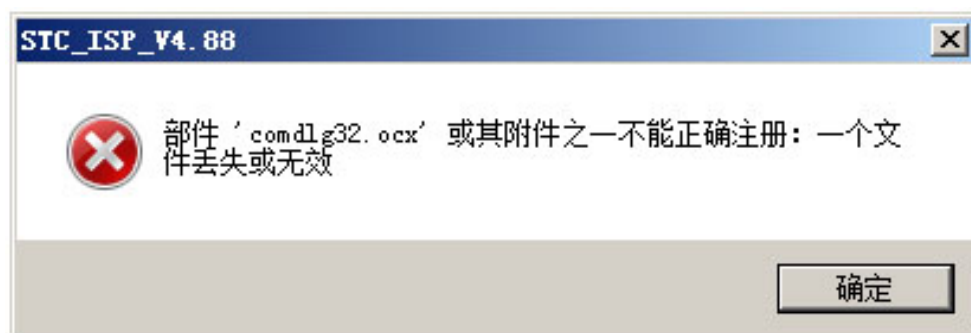 STC_ISP_V4.88
部件 'comdlg32.ocx' 或其附件之一不能正确注册：一个文
件丢失或无效
确定